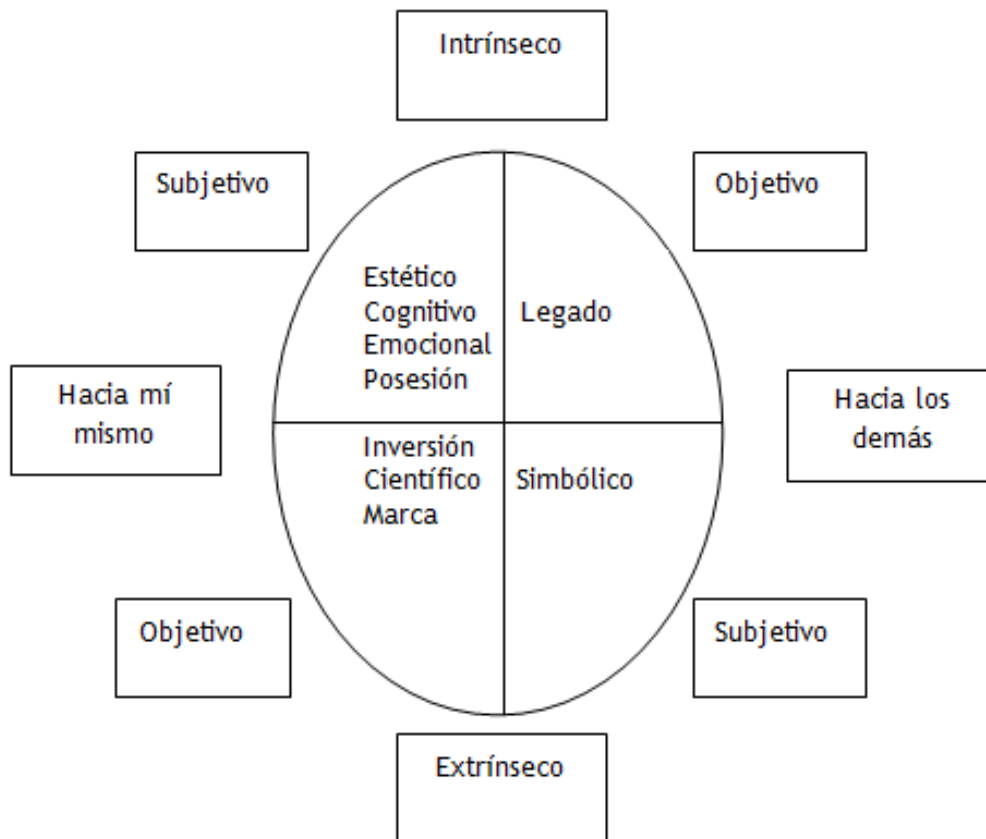 Intrínseco
Subjetivo
Objetivo
Estético
Cognitivo
Emocional
Posesión
Legado
Hacia mí
mismo
Hacia los
demás
Inversión
Científico
Marca
Simbólico
Objetivo
Subjetivo
Extrínseco